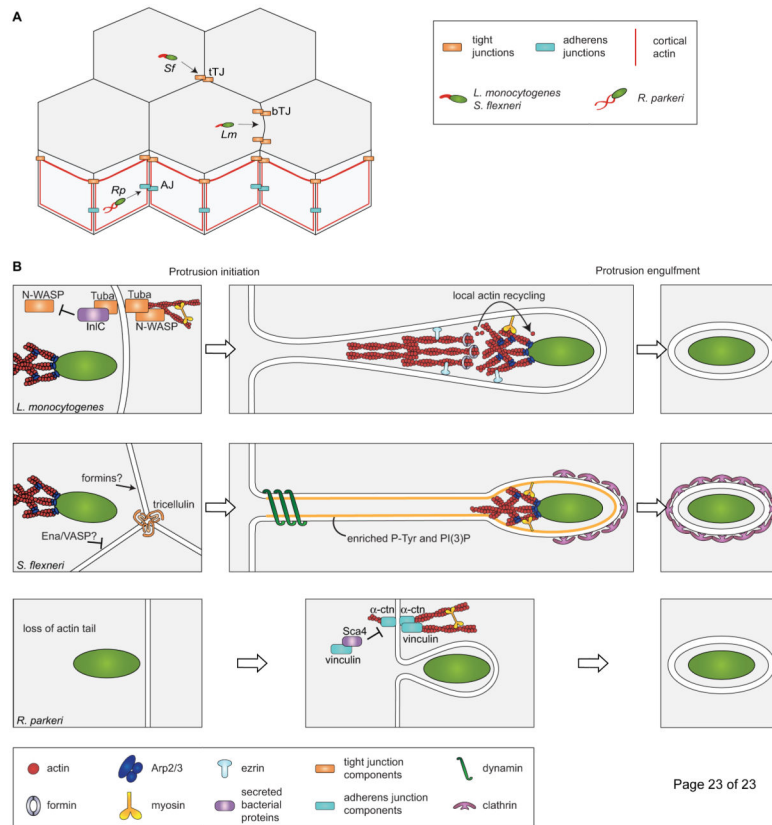 A
Sf
tTJ
bTJ
Lm
Rp
AJ
tight
junctions
adherens
junctions
cortical
actin
L. monocytogenes
S. flexneri
R. parkeri
B
Protrusion initiation
Protrusion engulfment
N-WASP
Tuba
Tuba
InlC
N-WASP
L. monocytogenes
local actin recycling
formins?
tricellulin
Ena/VASP?
S. flexneri
enriched P-Tyr and PI(3)P
loss of actin tail
R. parkeri
α-ctn
α-ctn
Sca4
vinculin
vinculin
actin
Arp2/3
ezrin
tight junction
components
dynamin
formin
myosin
secreted
bacterial
proteins
adherens junction
components
clathrin
Page 23 of 23